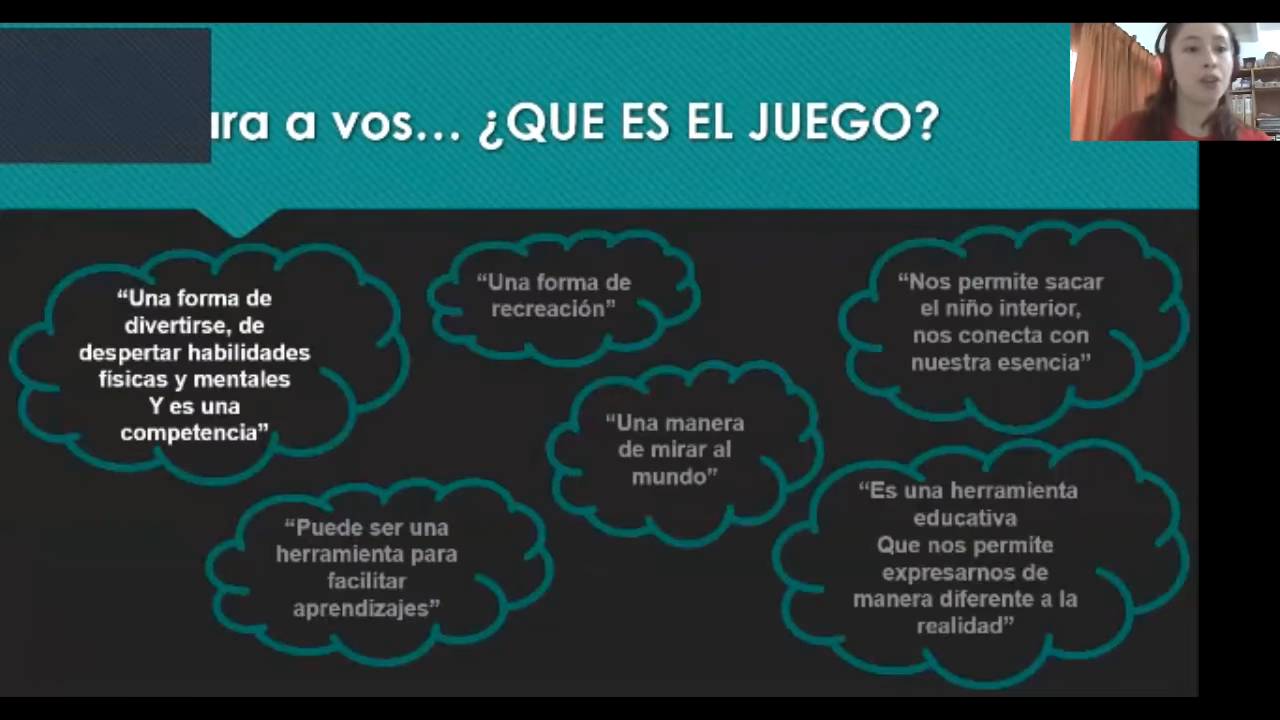 ara a vos... ¿QUE ES EL JUEGO?
“Una forma de
divertirse, de
despertar habilidades
físicas y mentales
Y es una
competencia”
“Una forma de
recreación”
“Nos permite sacar
el niño interior,
nos conecta con
nuestra esencia”
“Una manera
de mirar al
mundo”
“Puede ser una
herramienta para
facilitar
aprendizajes”
“Es una herramienta
educativa
Que nos permite
expresarnos de
manera diferente a la
realidad”